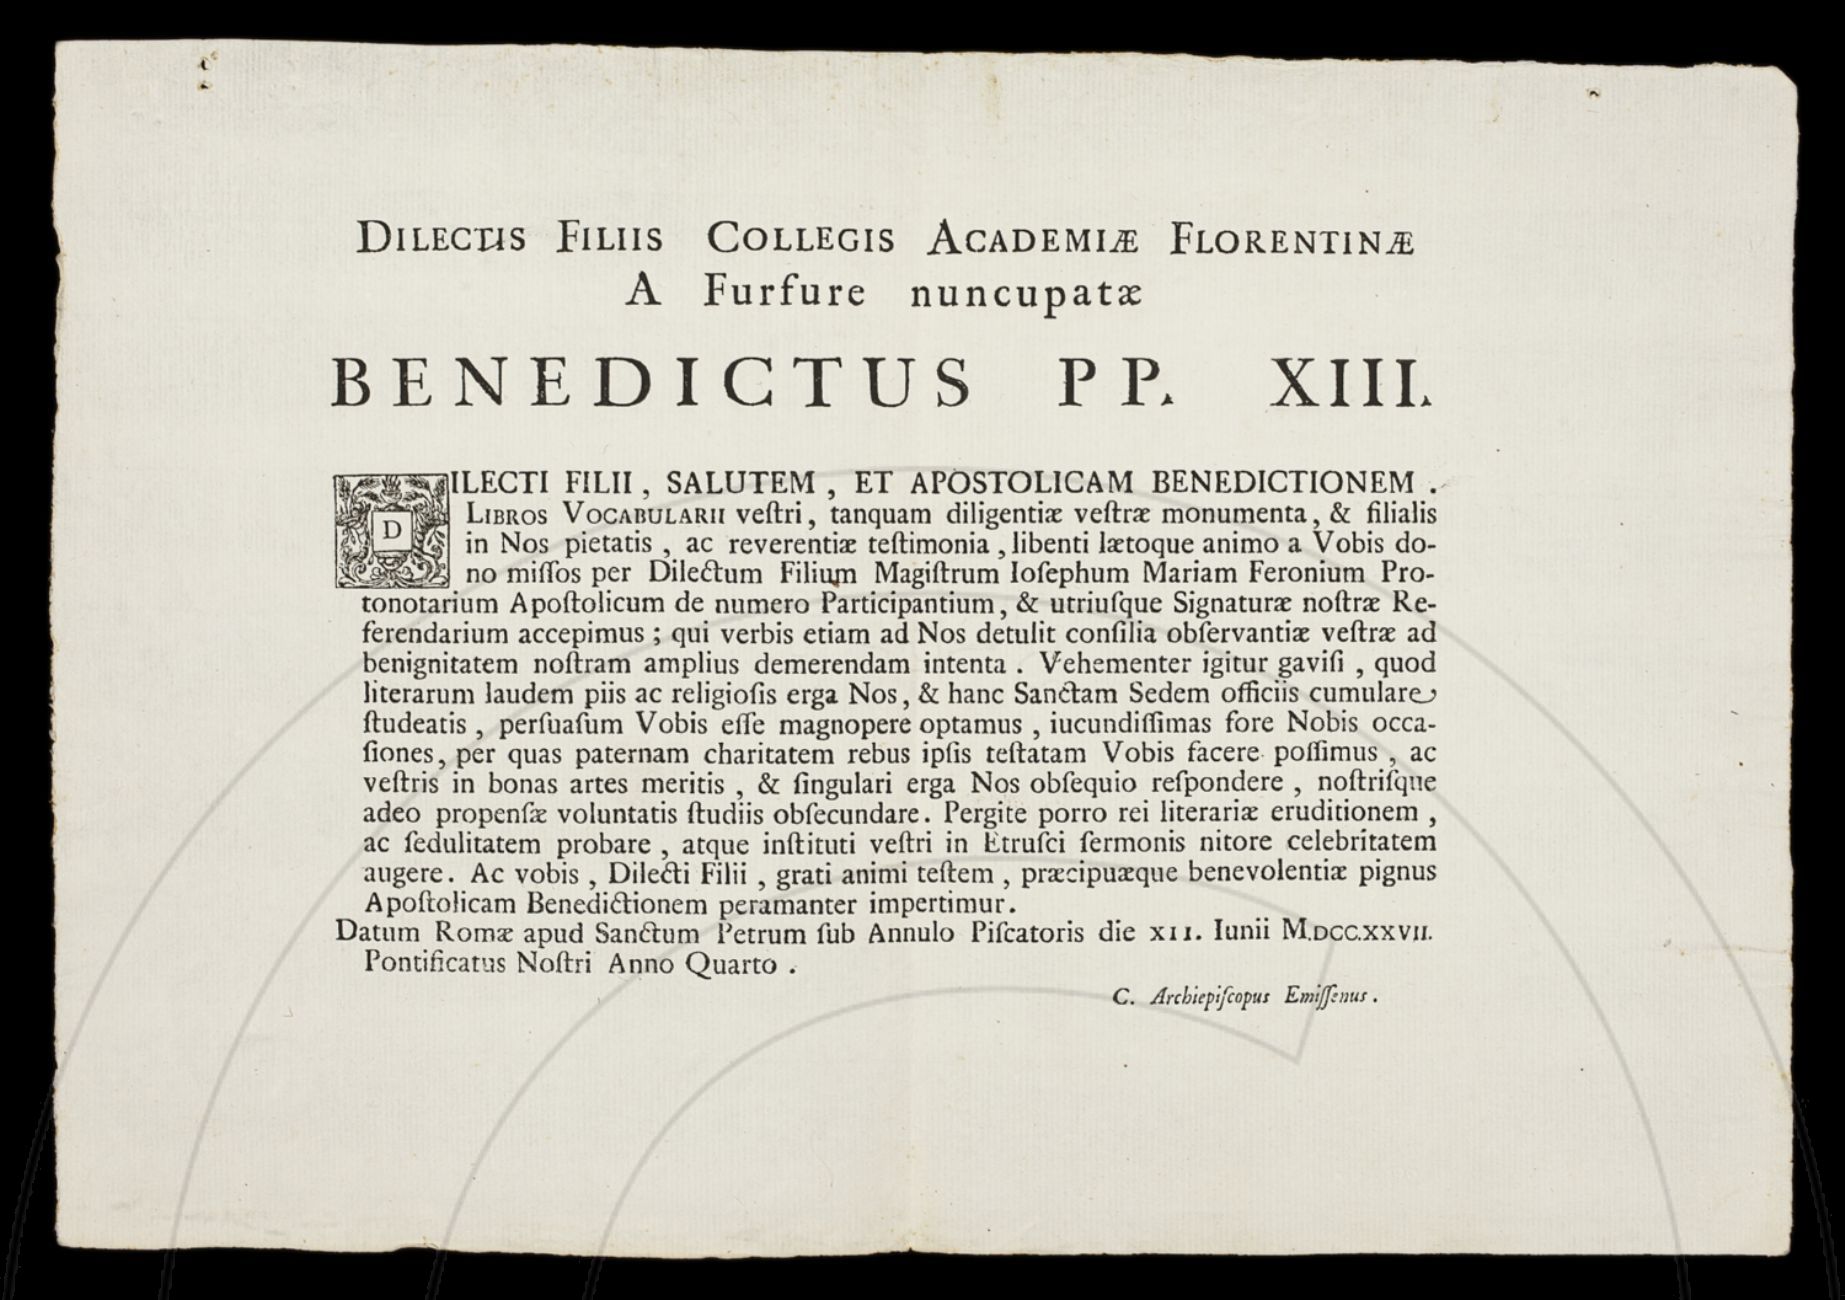 DILECTIS FILIIS COLLEGIS ACADEMIÆ FLORENTINÆ
A Furfure nuncupatæ
BENEDICTUS PP. XIII.
DILECTI FILII, SALUTEM, ET APOSTOLICAM BENEDICTIONEM.
LIBROS VOCABULARII veſtri, tanquam diligentiæ veſtræ monumenta, & filialis
in Nos pietatis, ac reverentiæ teſtimonia, libenti lætoque animo a Vobis do-
no miſſos per Dilectum Filium Magiſtrum Ioſephum Mariam Feronium Pro-
tonotarium Apoſtolicum de numero Participantium, & utriuſque Signaturæ noſtræ Re-
ferendarium accepimus; qui verbis etiam ad Nos detulit conſilia obſervantiæ veſtræ ad
benignitatem noſtram amplius demerendam intenta. Vehementer igitur gaviſi, quod
literarum laudem piis ac religioſis erga Nos, & hanc Sanctam Sedem officiis cumulare
ſtudeatis, perſuaſum Vobis eſſe magnopere optamus, iucundiſſimas fore Nobis occa-
ſiones, per quas paternam charitatem rebus ipſis teſtatam Vobis facere poſſimus, ac
veſtris in bonas artes meritis, & ſingulari erga Nos obſequio reſpondere, noſtriſque
adeo propenſæ voluntatis ſtudiis obſecundare. Pergite porro rei literariæ eruditionem,
ac ſedulitatem probare, atque inſtituti veſtri in Etruſci ſermonis nitore celebritatem
augere. Ac vobis, Dilecti Filii, grati animi teſtem, præcipuæque benevolentiæ pignus
Apoſtolicam Benedictionem peramanter impertimur.
Datum Romæ apud Sanctum Petrum ſub Annulo Piſcatoris die XII. Iunii M.DCC.XXVII.
Pontificatus Noſtri Anno Quarto.
C. Archiepiſcopus Emiſſenus.